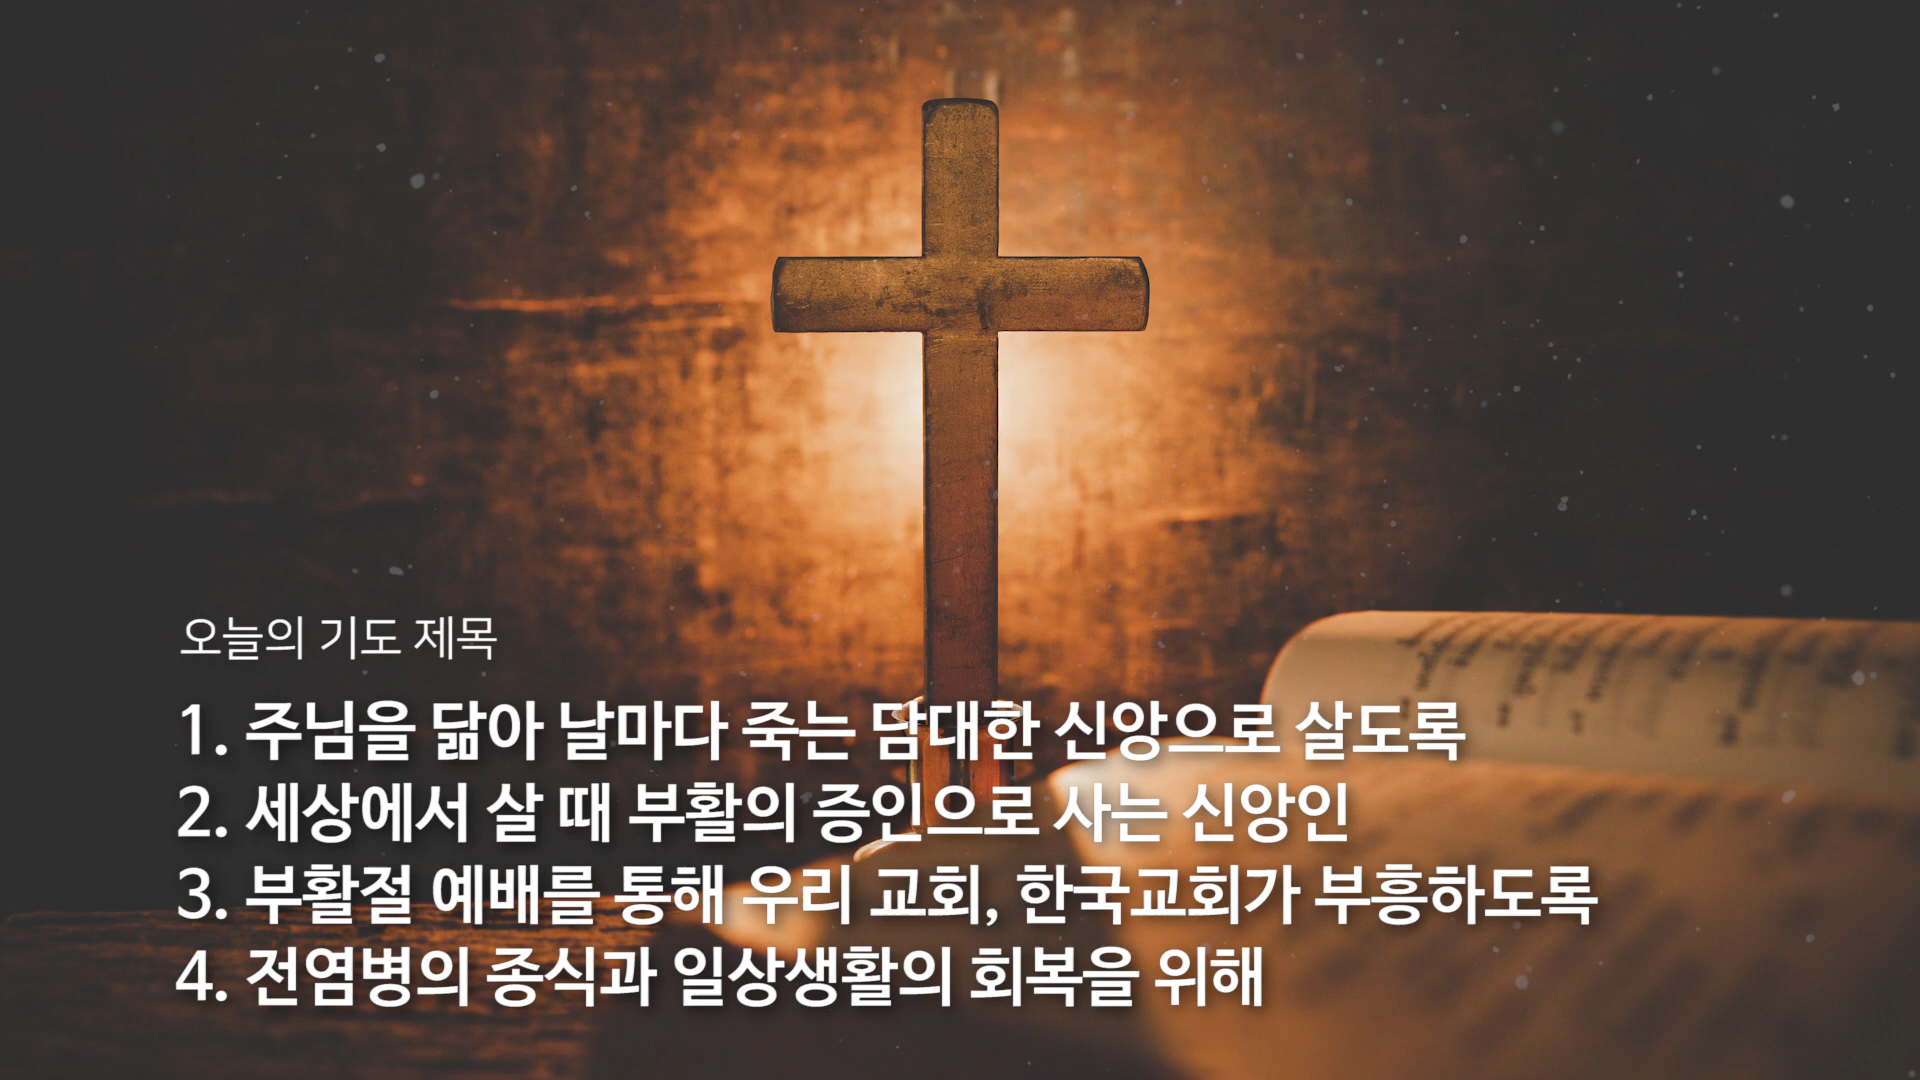 오늘의 기도 제목
1. 주님을 닮아 날마다 죽는 담대한 신앙으로 살도록
2. 세상에서 살 때 부활의 증인으로 사는 신앙인
3. 부활절 예배를 통해 우리 교회, 한국교회가 부흥하도록
4. 전염병의 종식과 일상생활의 회복을 위해